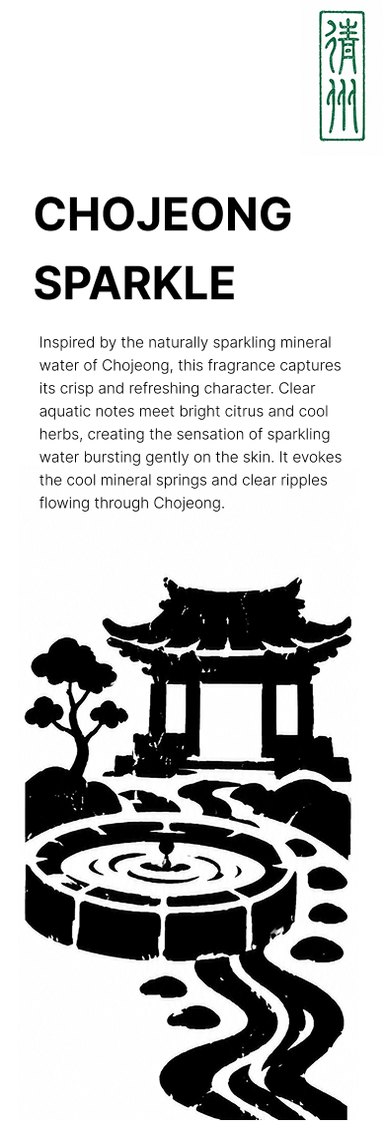 清州
CHOJEONG
SPARKLE
Inspired by the naturally sparkling mineral
water of Chojeong, this fragrance captures
its crisp and refreshing character. Clear
aquatic notes meet bright citrus and cool
herbs, creating the sensation of sparkling
water bursting gently on the skin. It evokes
the cool mineral springs and clear ripples
flowing through Chojeong.